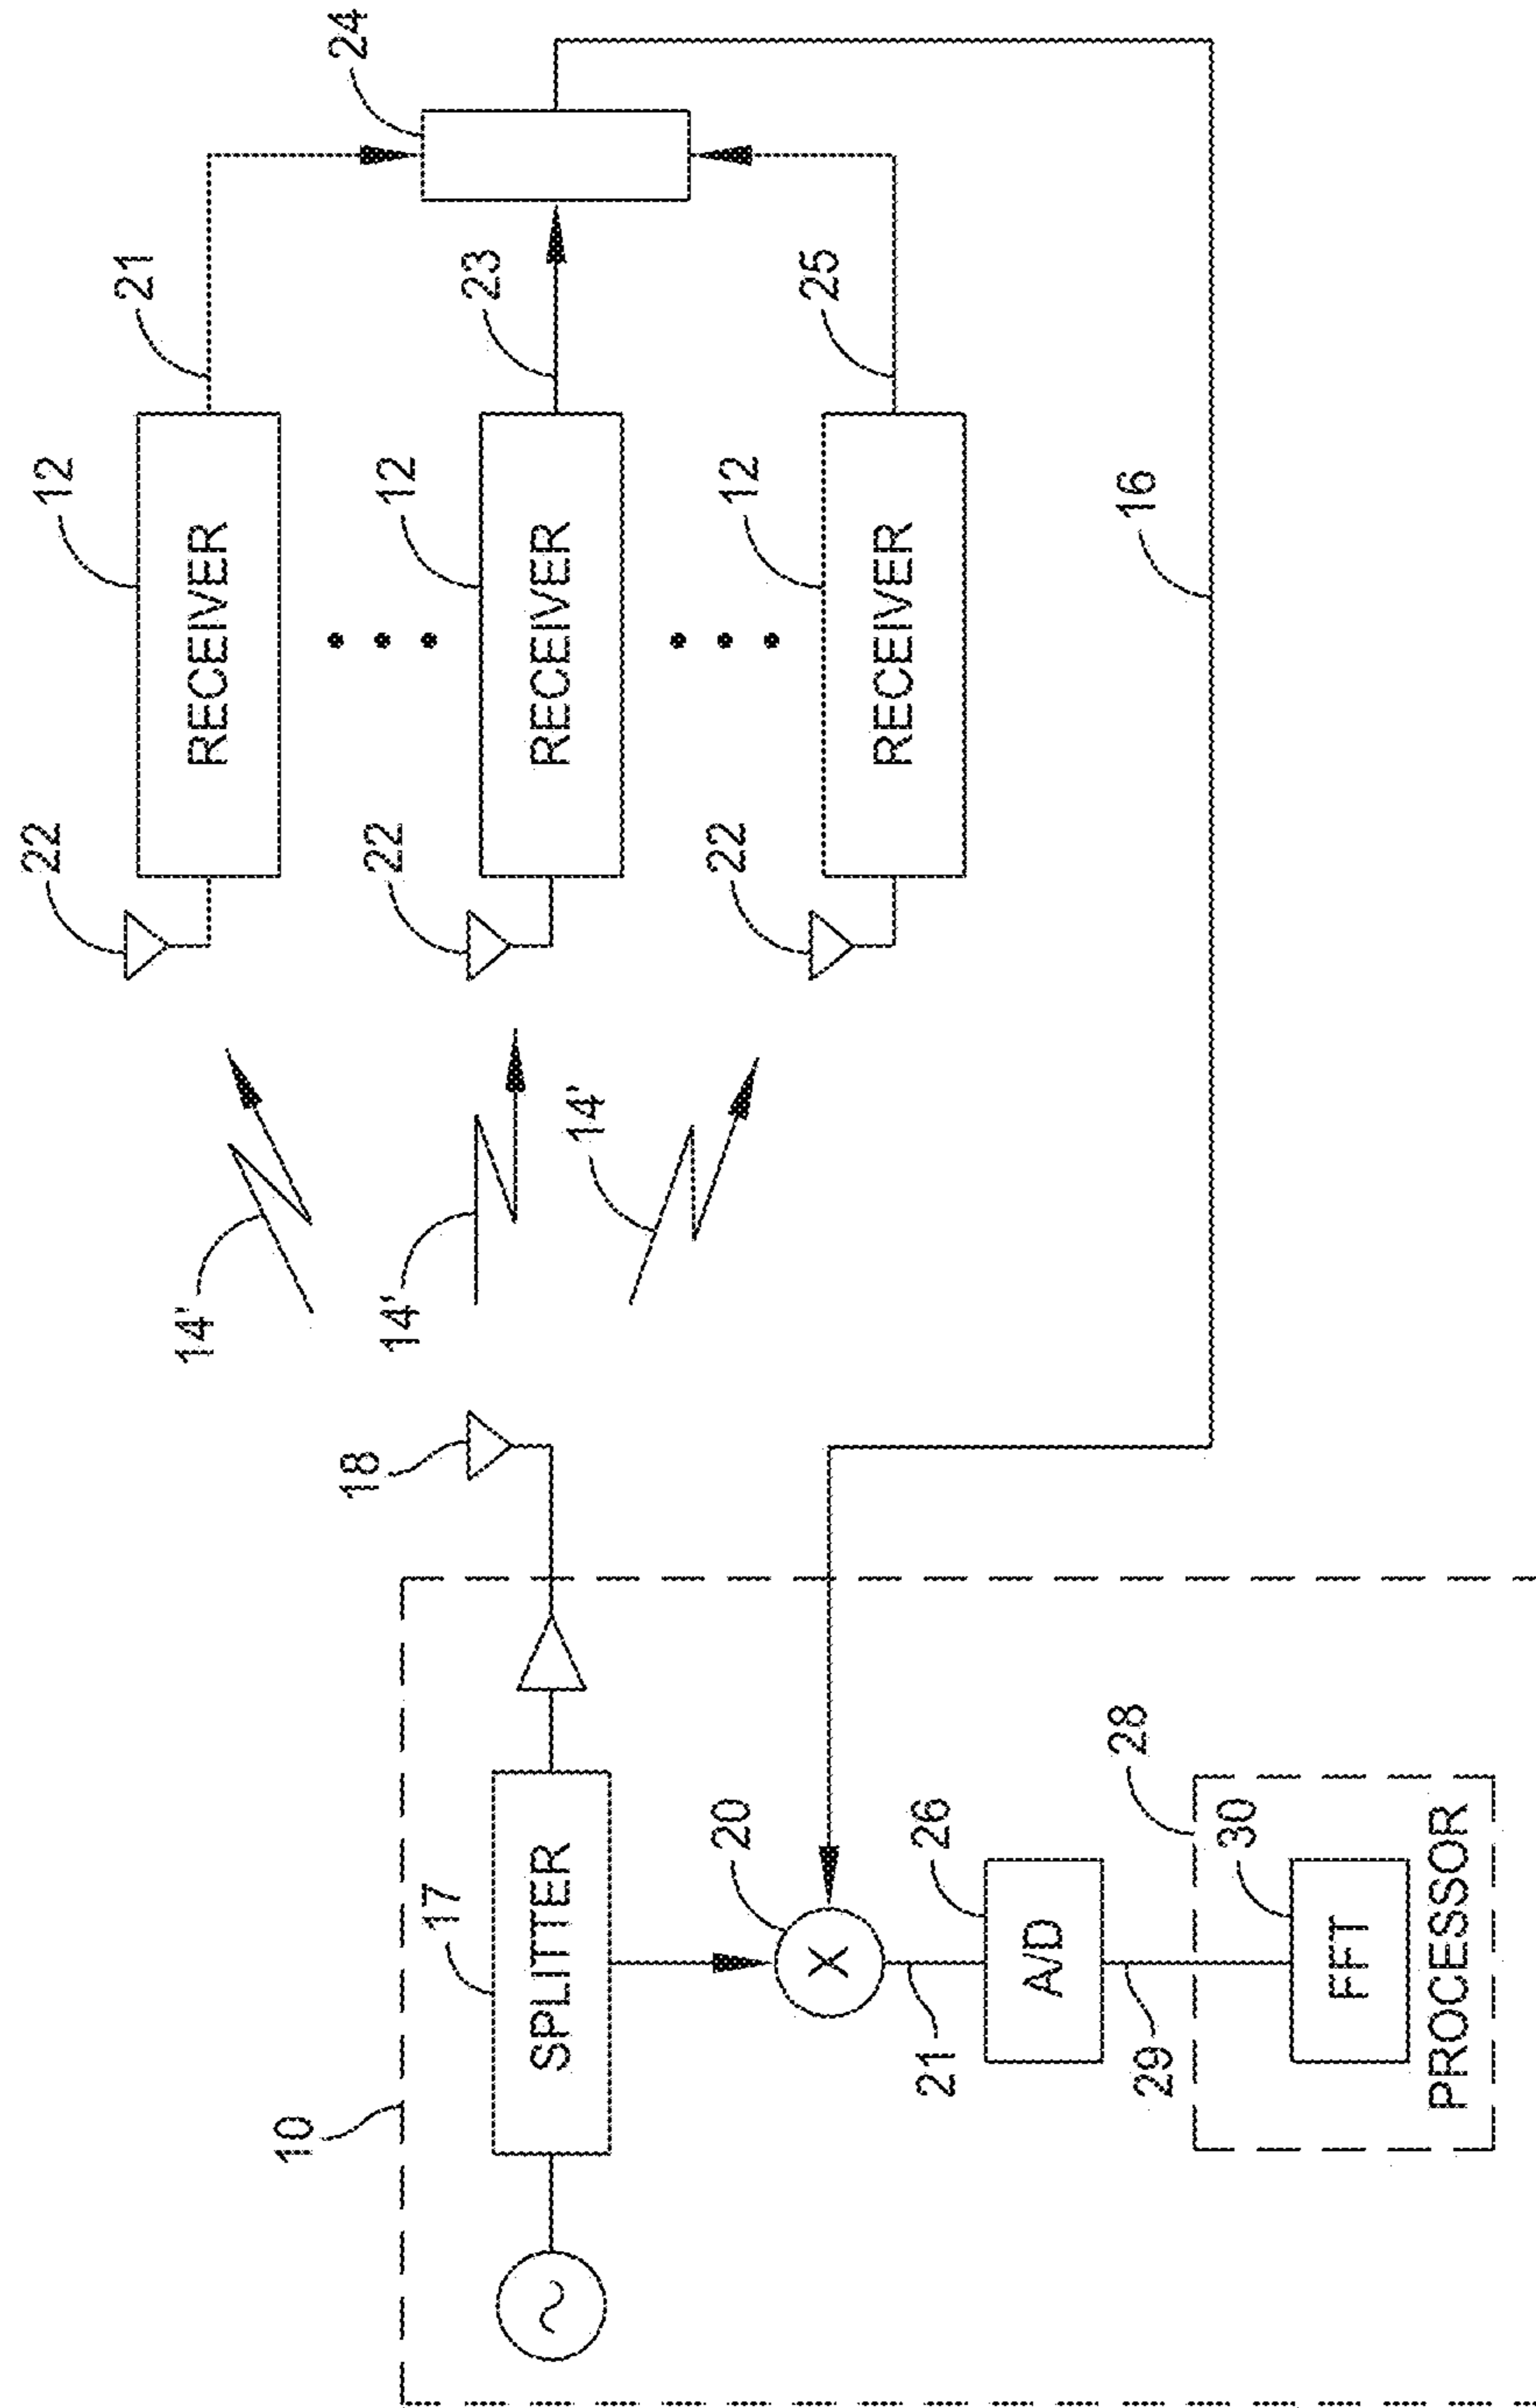 10
17
SPLITTER
18
20
X
21
26
A/D
29
28
30
FFT
PROCESSOR
14'
14'
14'
22
12
RECEIVER
21
22
12
RECEIVER
23
22
12
RECEIVER
25
24
16